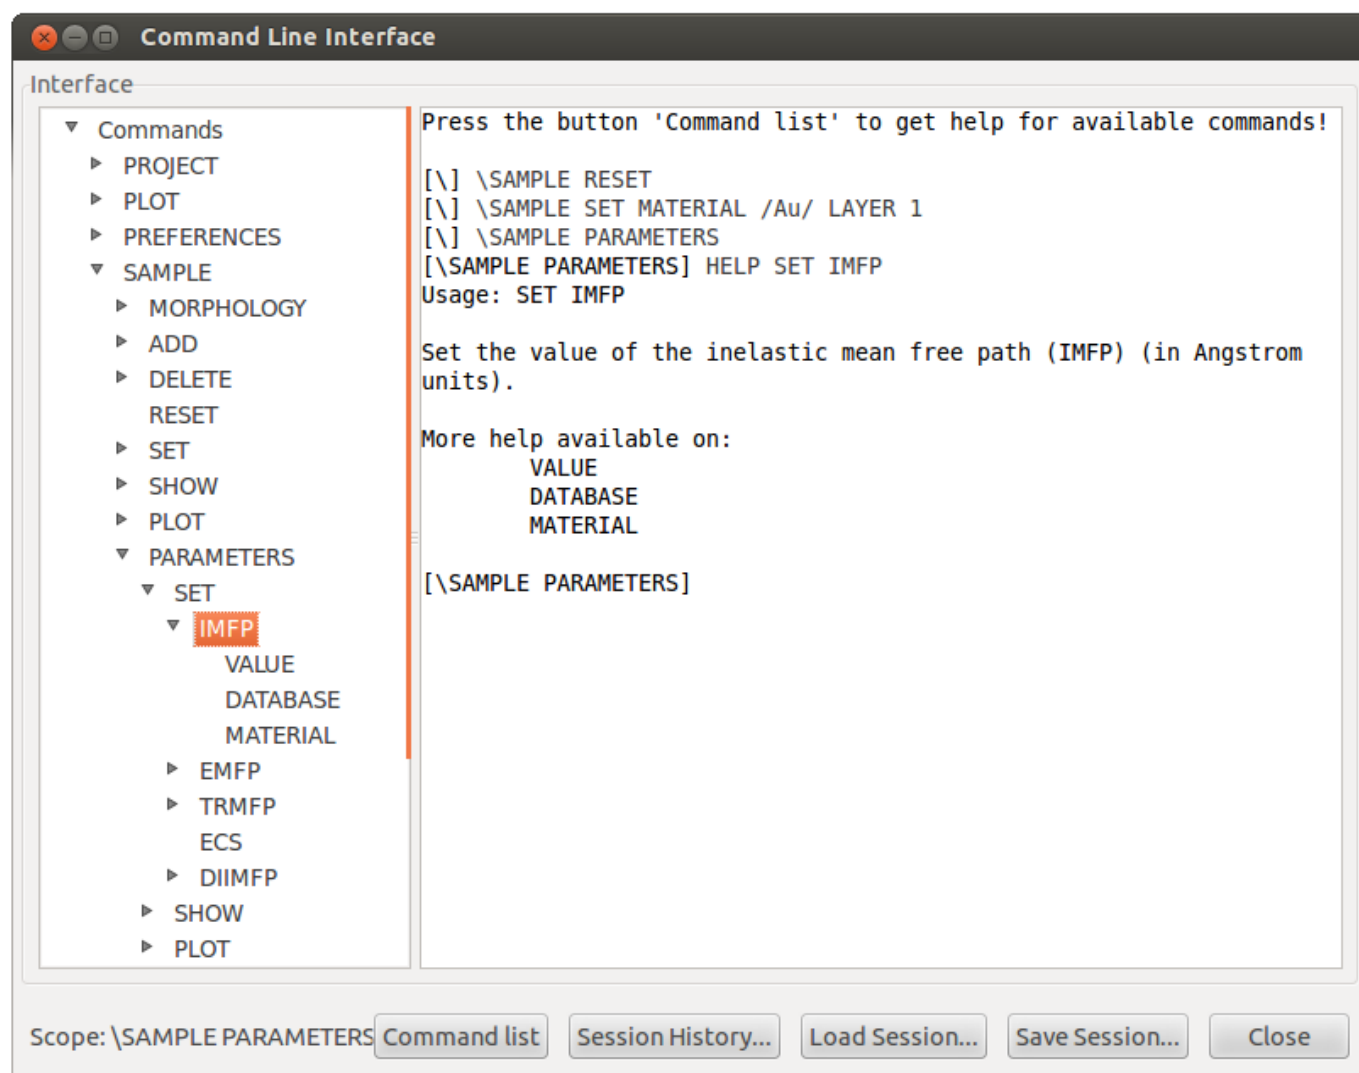 Command Line Interface
Interface
Commands
PROJECT
PLOT
PREFERENCES
SAMPLE
MORPHOLOGY
ADD
DELETE
RESET
SET
SHOW
PLOT
PARAMETERS
SET
IMFP
VALUE
DATABASE
MATERIAL
EMFP
TRMFP
ECS
DIIMFP
SHOW
PLOT
Press the button 'Command list' to get help for available commands!
[\] \SAMPLE RESET
[\] \SAMPLE SET MATERIAL /Au/ LAYER 1
[\] \SAMPLE PARAMETERS
[\SAMPLE PARAMETERS] HELP SET IMFP
Usage: SET IMFP
Set the value of the inelastic mean free path (IMFP) (in Angstrom
units).
More help available on:
VALUE
DATABASE
MATERIAL
[\SAMPLE PARAMETERS]
Scope: \SAMPLE PARAMETERS
Command list
Session History...
Load Session...
Save Session...
Close